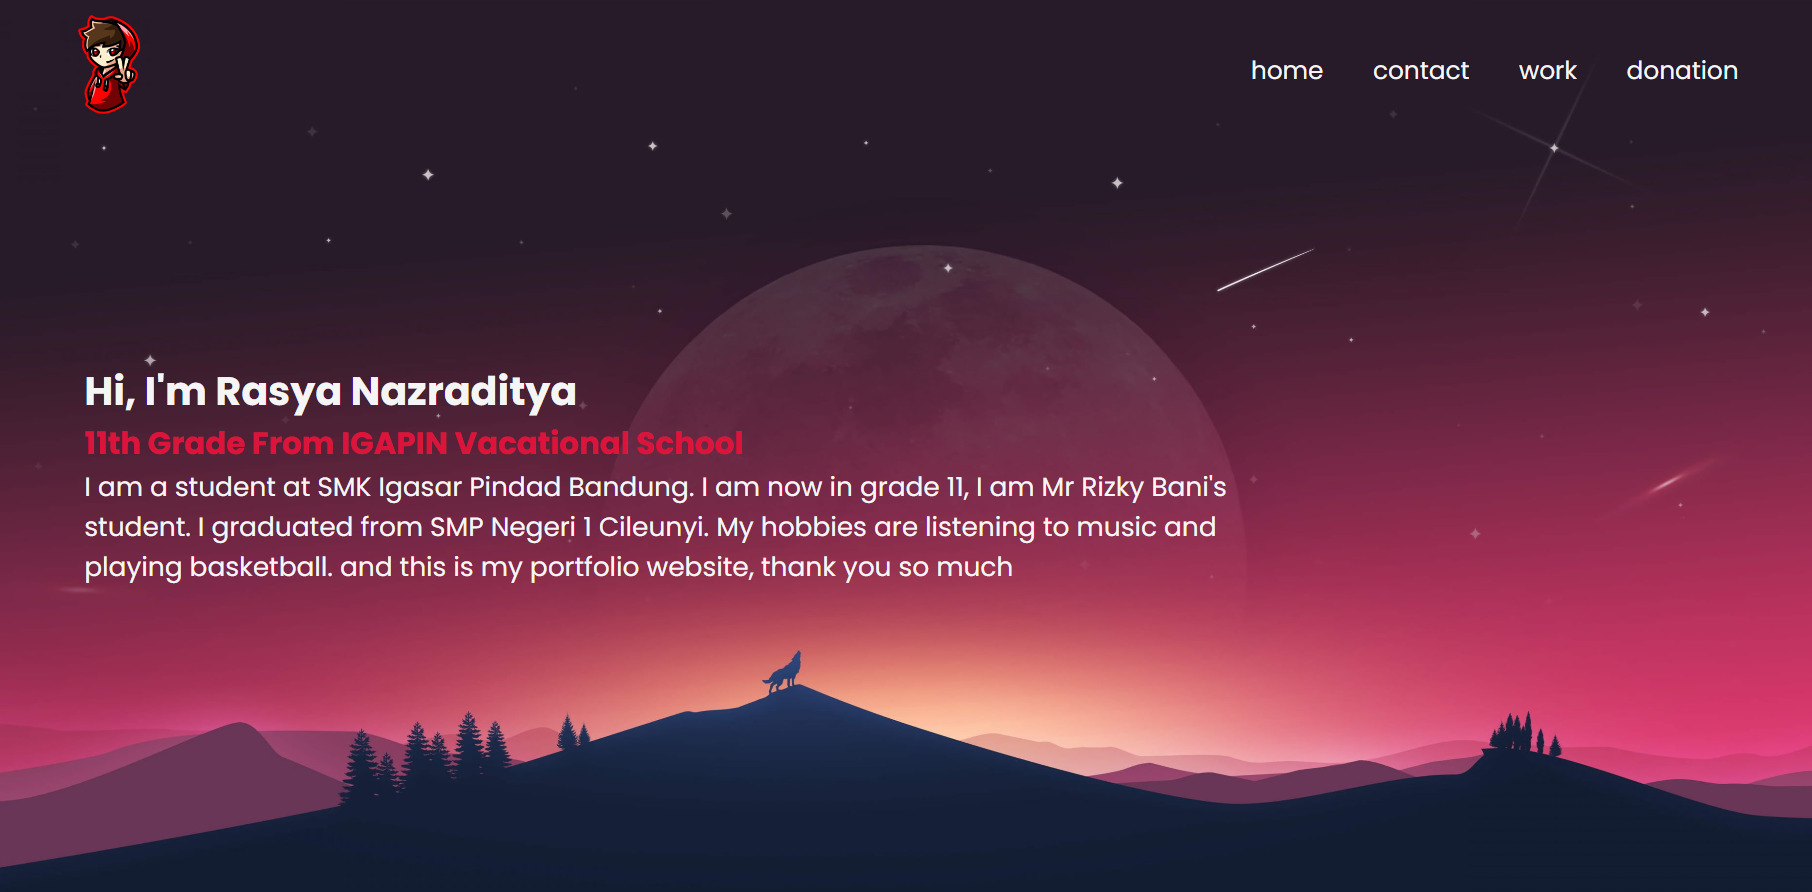 home contact work donation
Hi, I'm Rasya Nazraditya
11th Grade From IGAPIN Vacational School
I am a student at SMK Igasar Pindad Bandung. I am now in grade 11, I am Mr Rizky Bani's
student. I graduated from SMP Negeri 1 Cileunyi. My hobbies are listening to music and
playing basketball. and this is my portfolio website, thank you so much